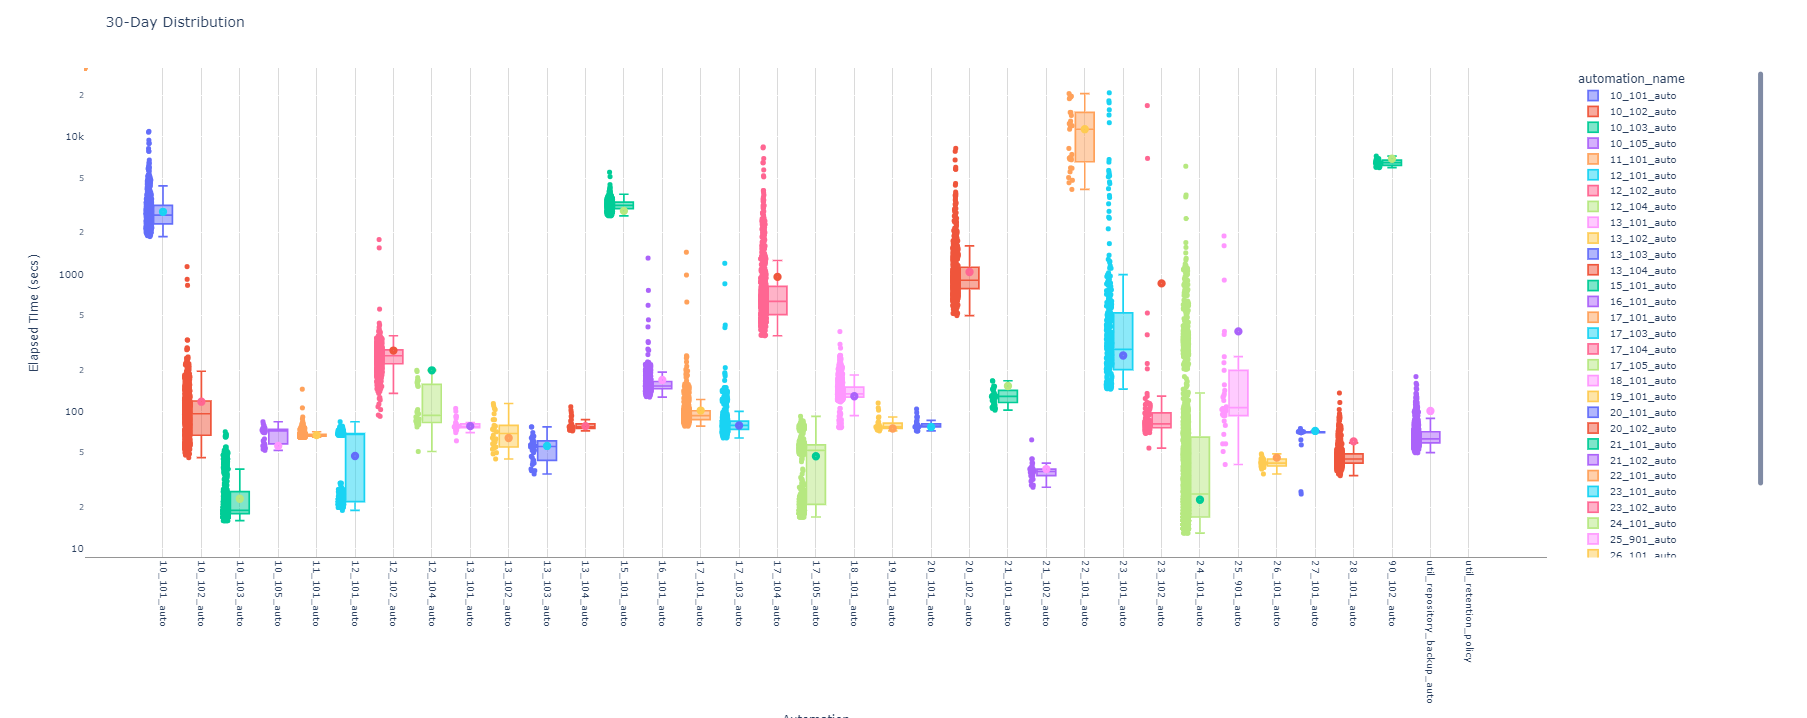 30-Day Distribution
Elapsed TIme (secs)
2
10k
5
2
1000
5
2
100
5
2
10
10_101_auto
10_102_auto
10_103_auto
10_105_auto
11_101_auto
12_101_auto
12_102_auto
12_104_auto
13_101_auto
13_102_auto
13_103_auto
13_104_auto
15_101_auto
16_101_auto
17_101_auto
17_103_auto
17_104_auto
17_105_auto
18_101_auto
19_101_auto
20_101_auto
20_102_auto
21_101_auto
21_102_auto
22_101_auto
23_101_auto
23_102_auto
24_101_auto
25_901_auto
26_101_auto
27_101_auto
28_101_auto
90_102_auto
util_repository_backup_auto
util_retention_policy
Automation
automation_name
10_101_auto
10_102_auto
10_103_auto
10_105_auto
11_101_auto
12_101_auto
12_102_auto
12_104_auto
13_101_auto
13_102_auto
13_103_auto
13_104_auto
15_101_auto
16_101_auto
17_101_auto
17_103_auto
17_104_auto
17_105_auto
18_101_auto
19_101_auto
20_101_auto
20_102_auto
21_101_auto
21_102_auto
22_101_auto
23_101_auto
23_102_auto
24_101_auto
25_901_auto
26_101_auto